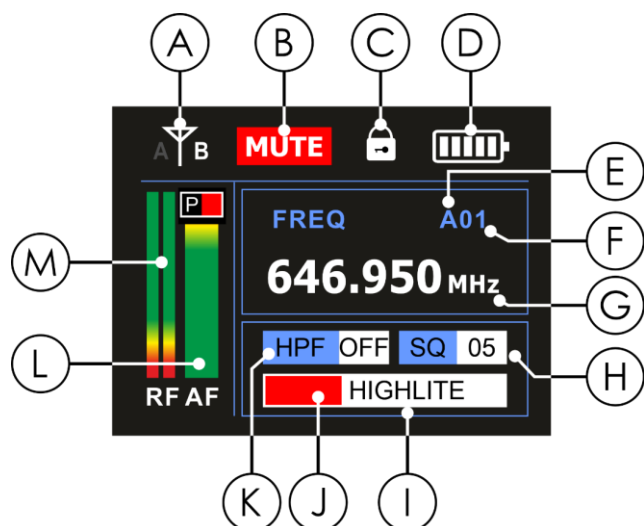 A B C D
A B MUTE
E
P FREQ A01
F
M
646.950 MHz
G
HPF OFF SQ 05
H
L
HIGHLITE
RF AF
K J I